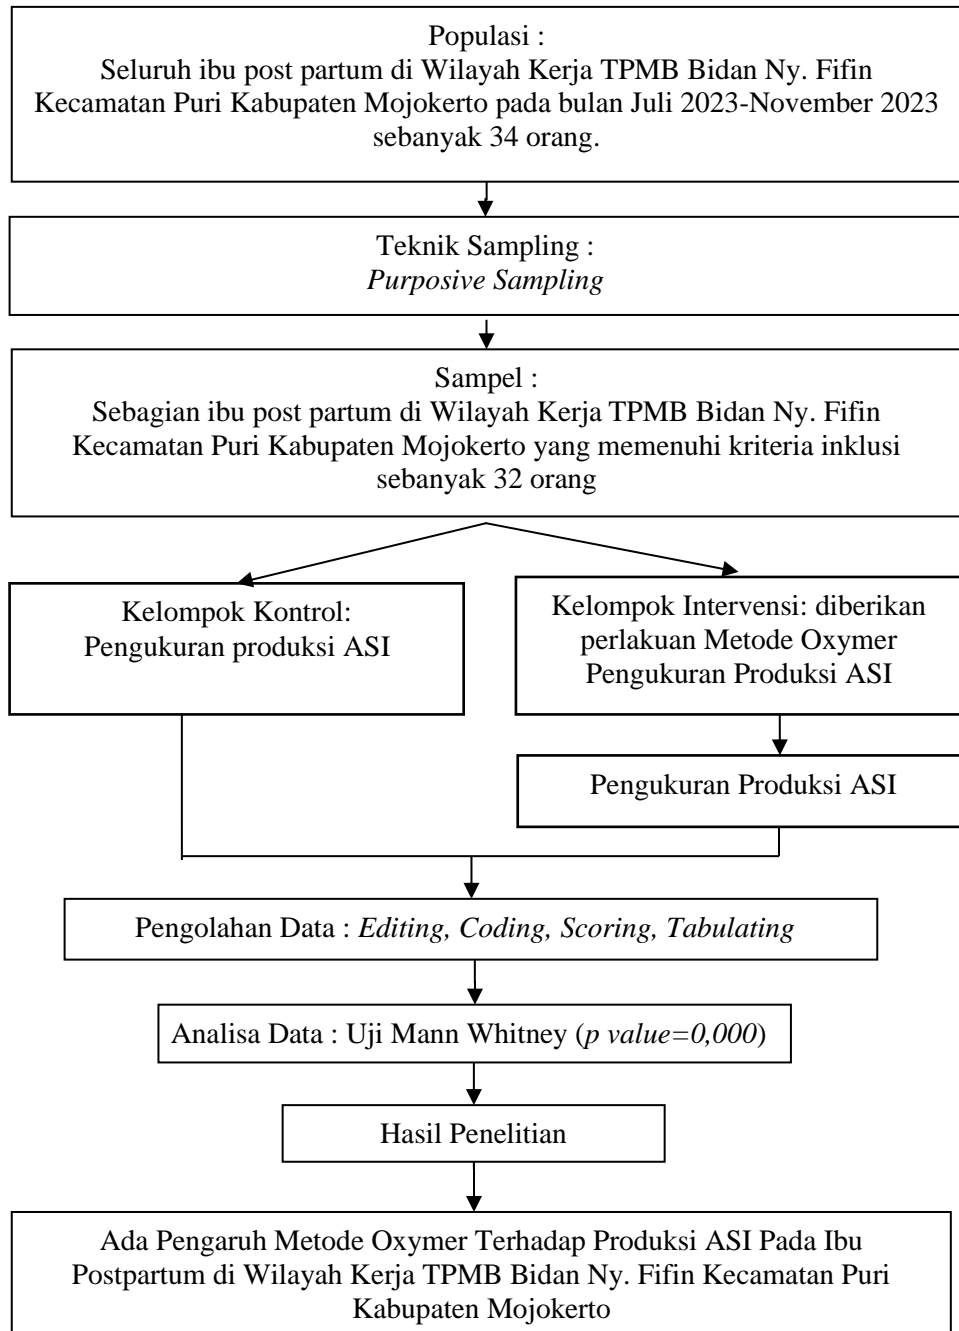 Populasi :
Seluruh ibu post partum di Wilayah Kerja TPMB Bidan Ny. Fifin
Kecamatan Puri Kabupaten Mojokerto pada bulan Juli 2023-November 2023
sebanyak 34 orang.
Teknik Sampling :
Purposive Sampling
Sampel :
Sebagian ibu post partum di Wilayah Kerja TPMB Bidan Ny. Fifin
Kecamatan Puri Kabupaten Mojokerto yang memenuhi kriteria inklusi
sebanyak 32 orang
Kelompok Kontrol:
Pengukuran produksi ASI
Kelompok Intervensi: diberikan
perlakuan Metode Oxymer
Pengukuran Produksi ASI
Pengukuran Produksi ASI
Pengolahan Data : Editing, Coding, Scoring, Tabulating
Analisa Data : Uji Mann Whitney (p value=0,000)
Hasil Penelitian
Ada Pengaruh Metode Oxymer Terhadap Produksi ASI Pada Ibu
Postpartum di Wilayah Kerja TPMB Bidan Ny. Fifin Kecamatan Puri
Kabupaten Mojokerto